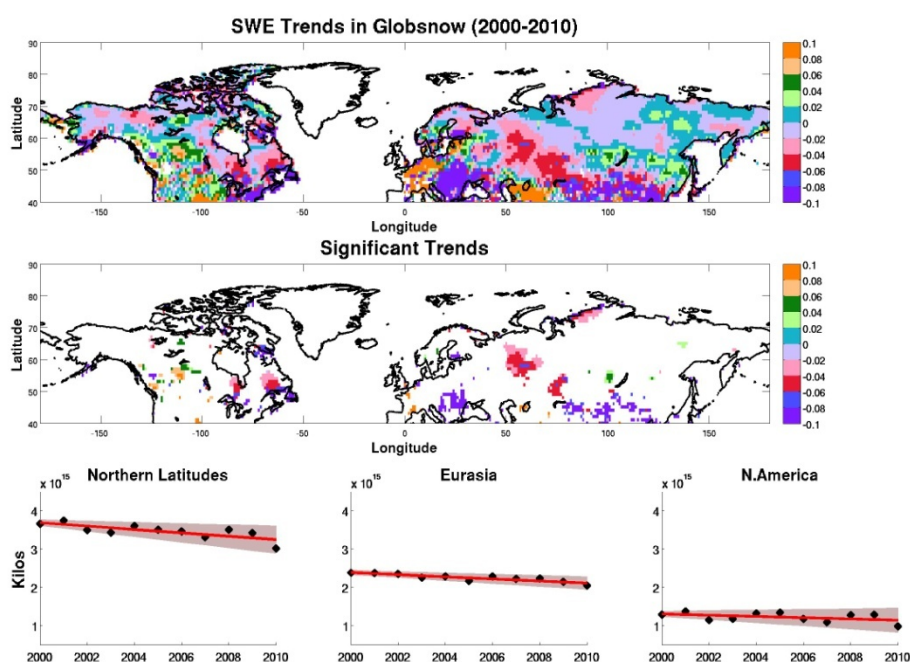 SWE Trends in Globsnow (2000-2010)
90
80
70
60
50
40
Latitude
-150 -100 -50 0 50 100 150
Longitude
0.1
0.08
0.06
0.04
0.02
0
-0.02
-0.04
-0.06
-0.08
-0.1
Significant Trends
90
80
70
60
50
40
Latitude
-150 -100 -50 0 50 100 150
Longitude
0.1
0.08
0.06
0.04
0.02
0
-0.02
-0.04
-0.06
-0.08
-0.1
Northern Latitudes
x 10^15
4
3
2
1
Kilos
2000 2002 2004 2006 2008 2010
Eurasia
x 10^15
4
3
2
1
2000 2002 2004 2006 2008 2010
N.America
x 10^15
4
3
2
1
2000 2002 2004 2006 2008 2010